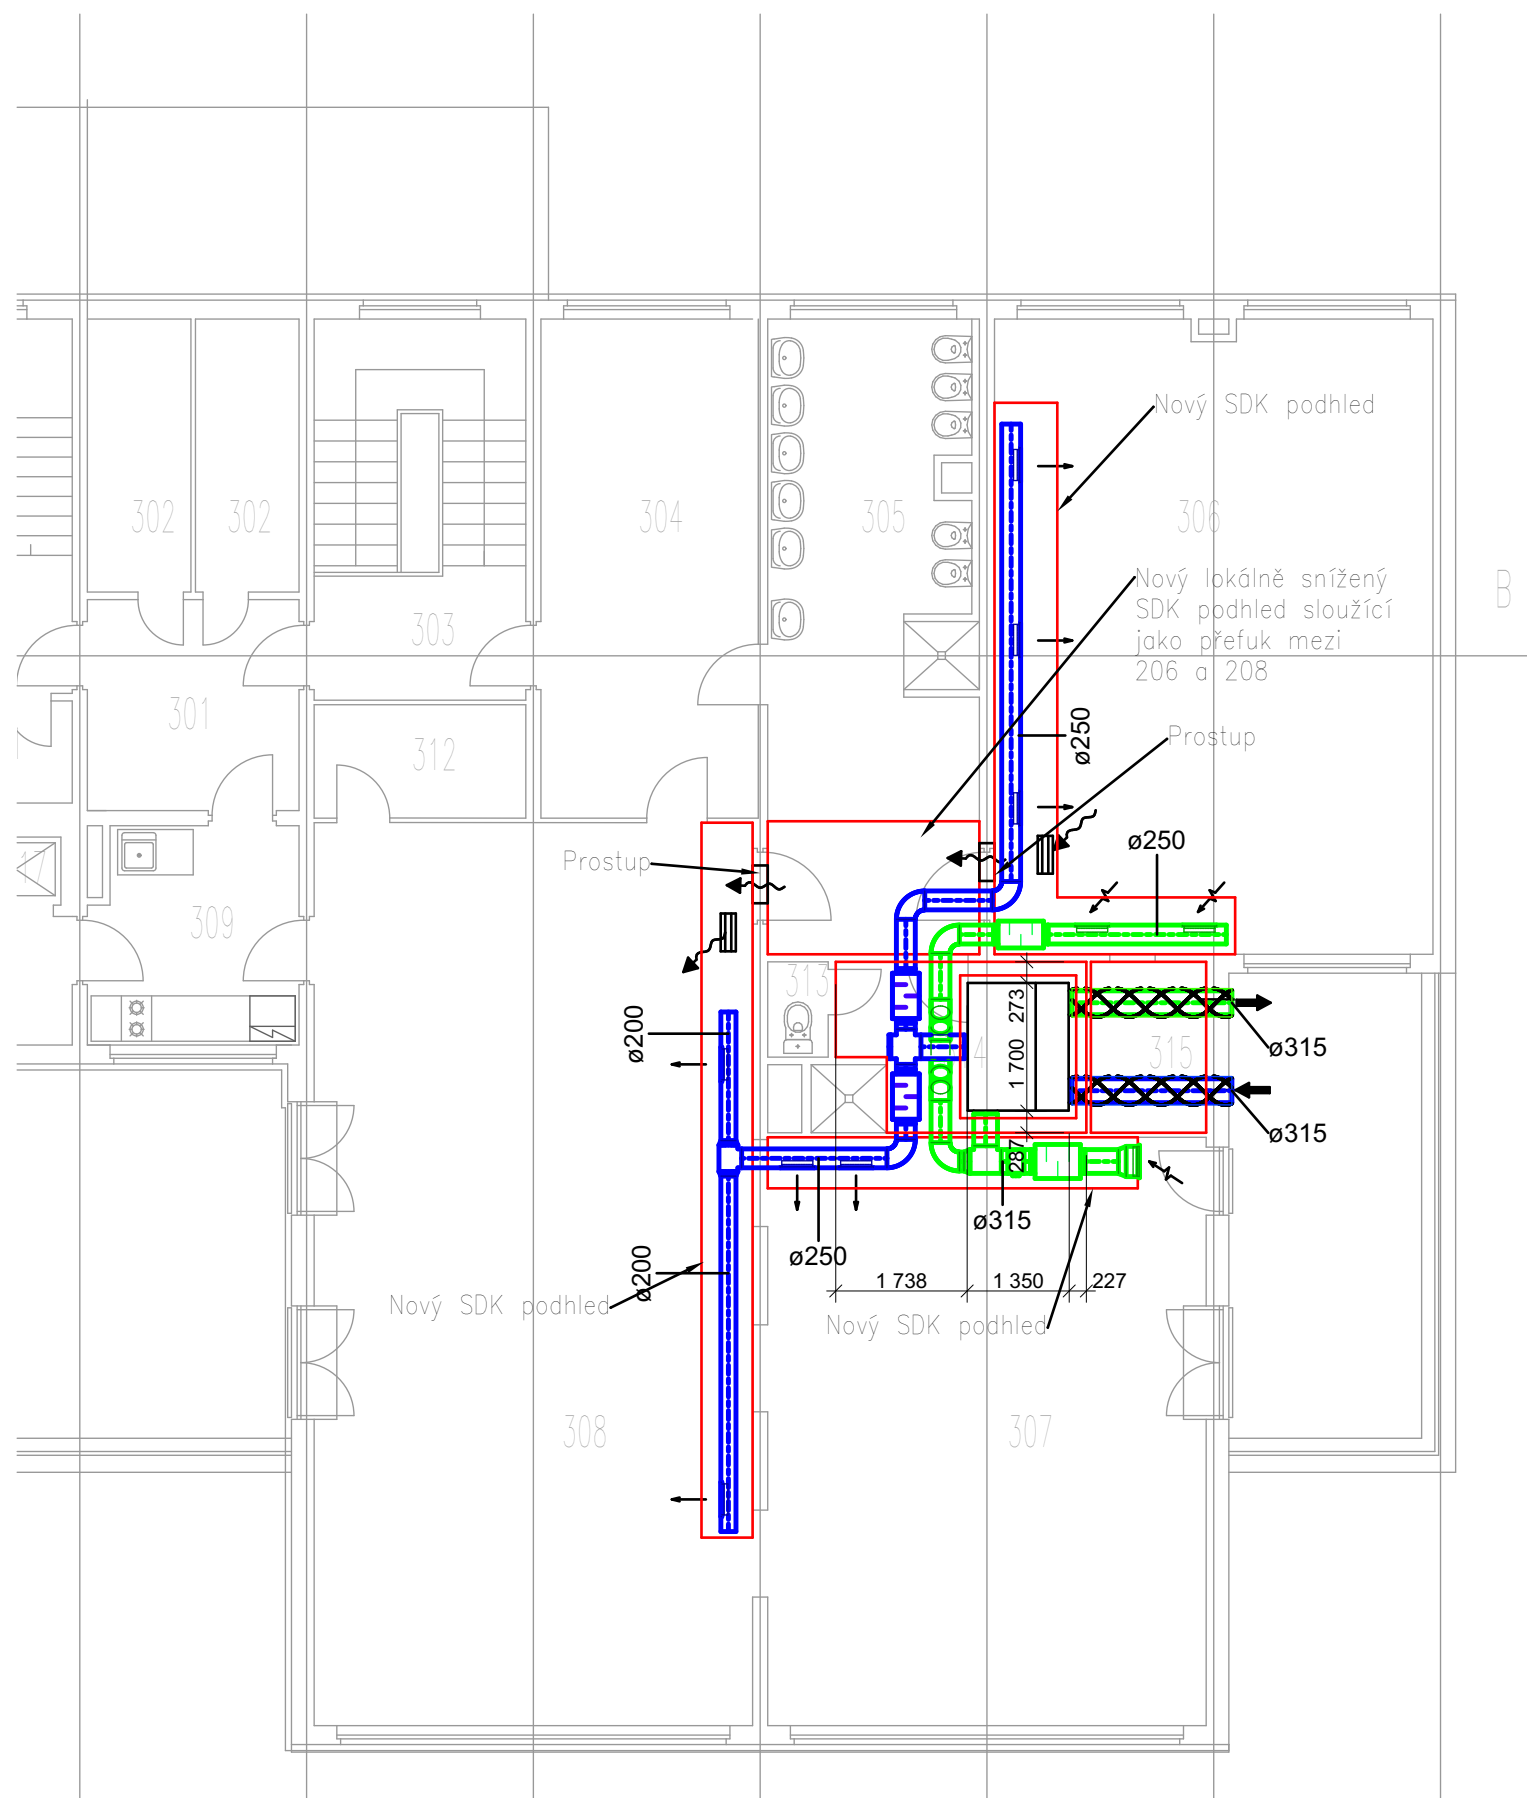 Nový SDK podhled
302
302
304
305
306
Nový lokálně snížený
SDK podhled sloužící
jako přefuk mezi
206 a 208
B
303
301
312
ø250
Prostup
ø250
Prostup
17
309
313
273
ø200
1 700
4
315
ø315
ø315
287
ø315
ø250
ø200
1 738
1 350
227
Nový SDK podhled
Nový SDK podhled
308
307